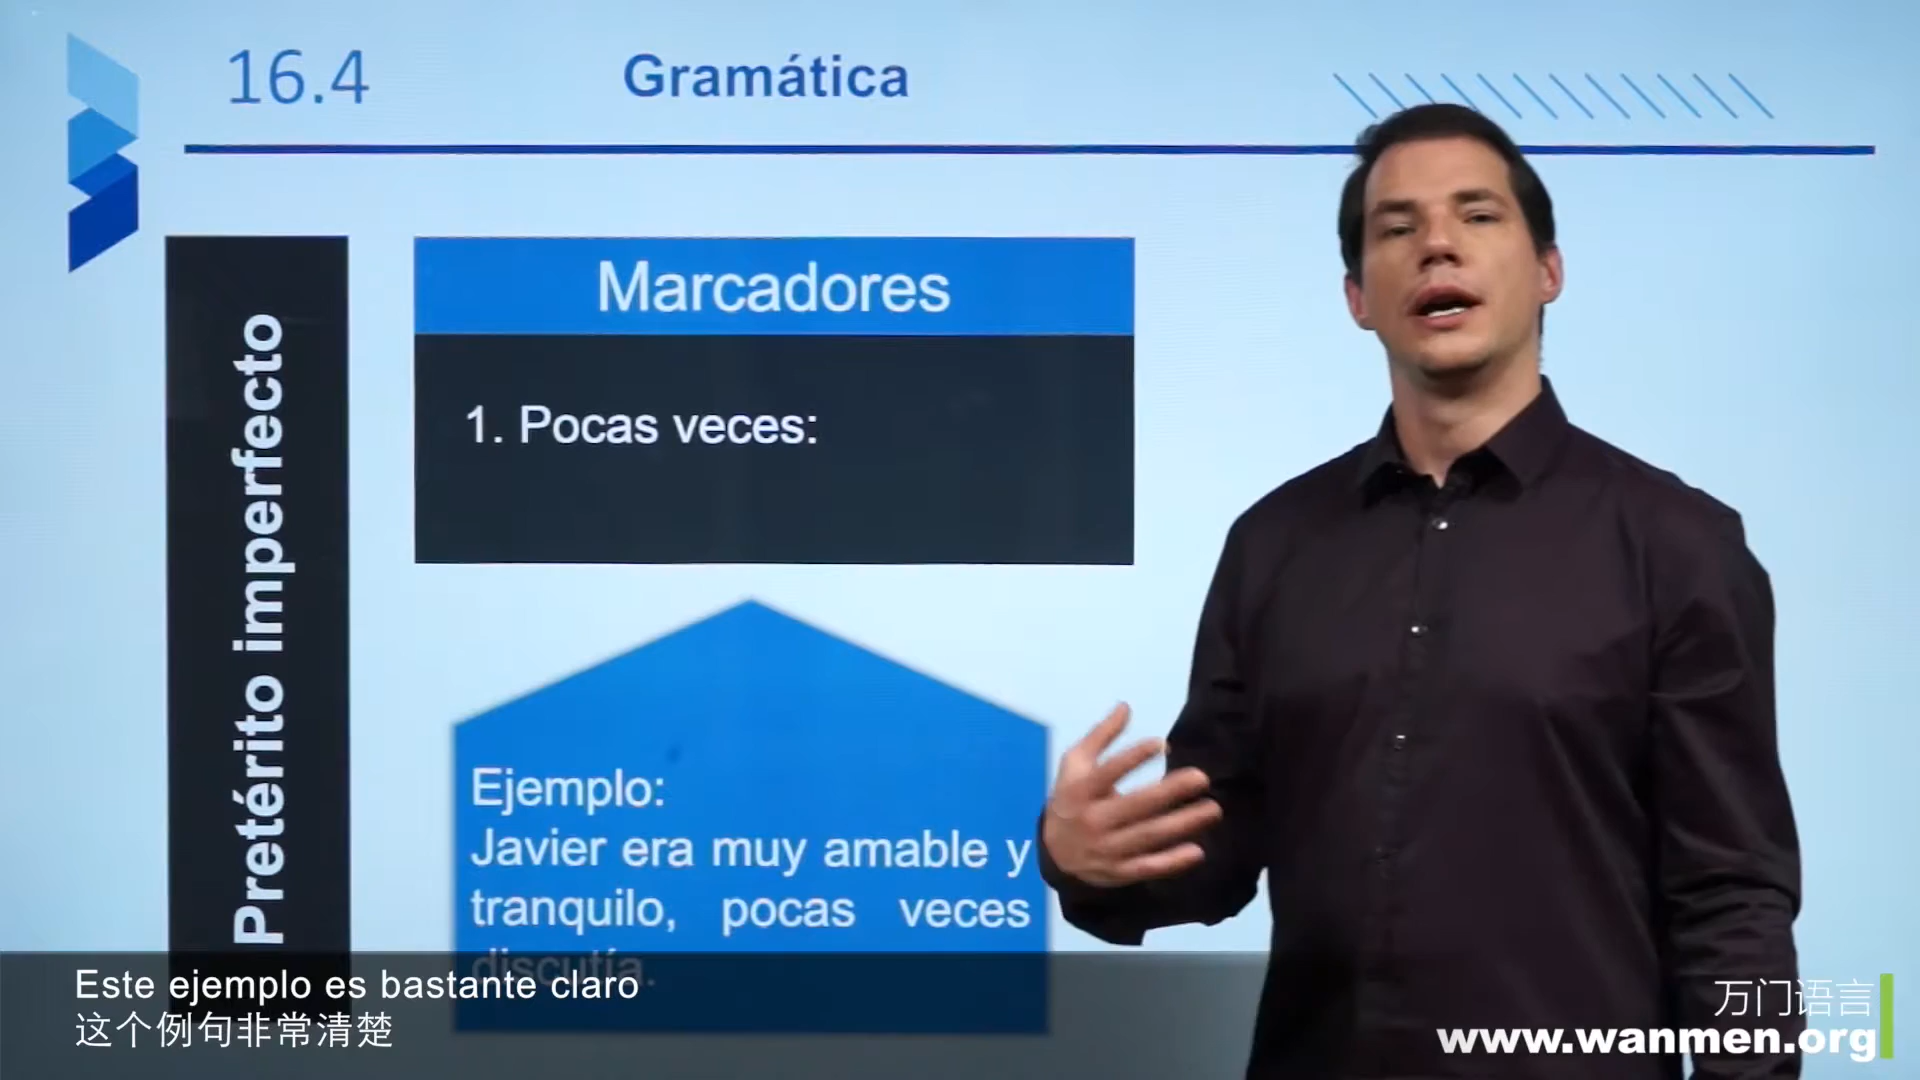 16.4
Gramática
Pretérito imperfecto
Marcadores
1. Pocas veces:
Ejemplo:
Javier era muy amable y
tranquilo, pocas veces
discutía.
Este ejemplo es bastante claro
这个例句非常清楚
万门语言
www.wanmen.org